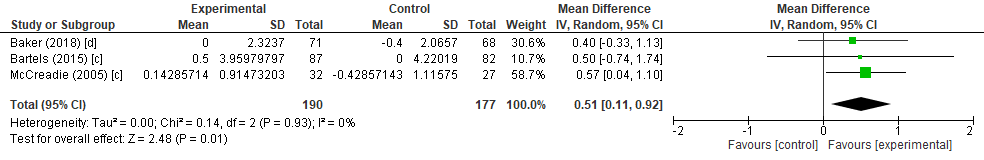 Experimental Control Mean Difference Mean Difference
Study or Subgroup Mean SD Total Mean SD Total Weight IV, Random, 95% CI IV, Random, 95% CI
Baker (2018) [d] 0 2.3237 71 -0.4 2.0657 68 30.6% 0.40 [-0.33, 1.13]
Bartels (2015) [c] 0.5 3.95979797 87 0 4.22019 82 10.7% 0.50 [-0.74, 1.74]
McCreadie (2005) [c] 0.14285714 0.91473203 32 -0.42857143 1.11575 27 58.7% 0.57 [0.04, 1.10]
Total (95% CI) 190 177 100.0% 0.51 [0.11, 0.92]
Heterogeneity: Tau² = 0.00; Chi² = 0.14, df = 2 (P = 0.93); I² = 0%
Test for overall effect: Z = 2.48 (P = 0.01)
-2 -1 0 1 2
Favours [control] Favours [experimental]